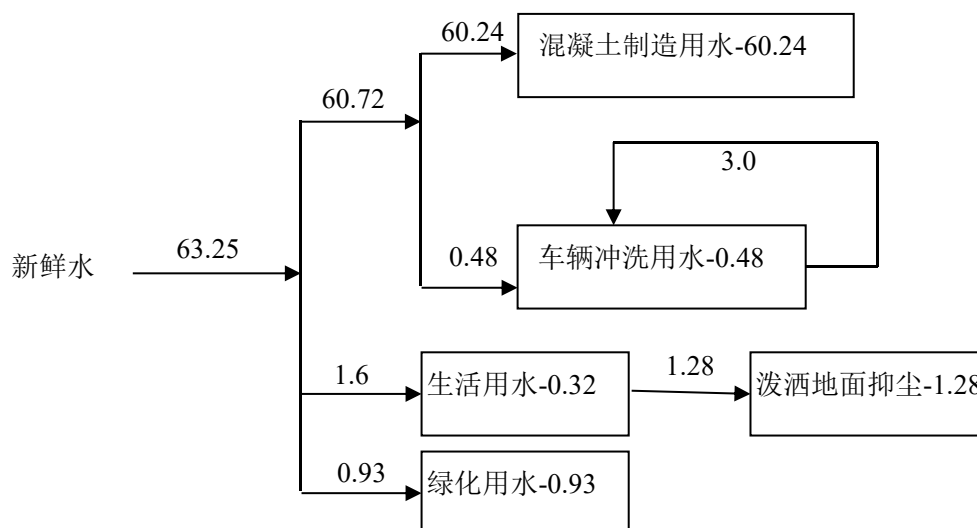 60.24
混凝土制造用水-60.24
60.72
3.0
新鲜水
63.25
0.48
车辆冲洗用水-0.48
1.6
生活用水-0.32
1.28
泼洒地面抑尘-1.28
0.93
绿化用水-0.93